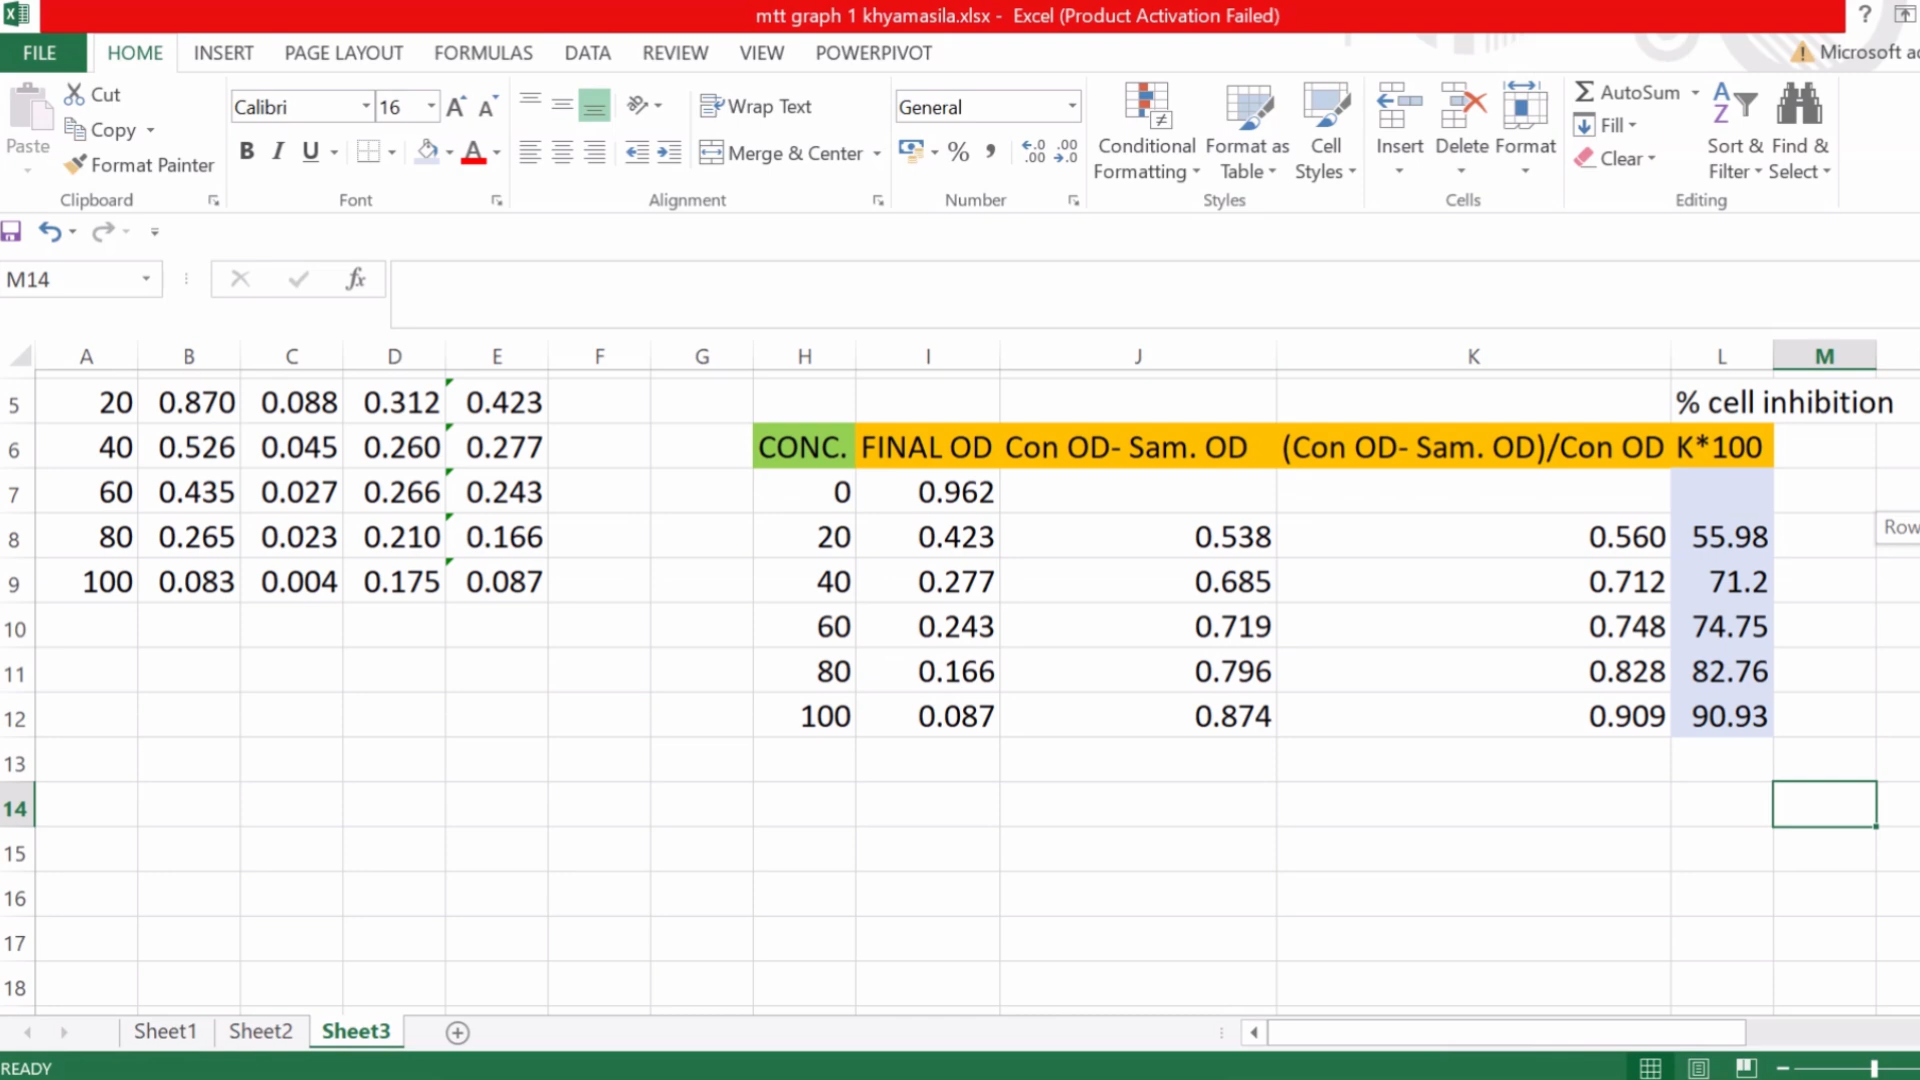 mtt graph 1 khyamasila.xlsx - Excel (Product Activation Failed)
?
FILE HOME INSERT PAGE LAYOUT FORMULAS DATA REVIEW VIEW POWERPIVOT Microsoft ac
Paste Cut Copy Format Painter Clipboard
Calibri 16 A A B I U A Font
Wrap Text Merge & Center Alignment
General % , Number
Conditional Formatting Format as Table Cell Styles Styles
Insert Delete Format Cells
AutoSum Fill Clear Sort & Filter Find & Select Editing
M14 fx
A B C D E F G H I J K L M
5 20 0.870 0.088 0.312 0.423 % cell inhibition
6 40 0.526 0.045 0.260 0.277 CONC. FINAL OD Con OD- Sam. OD (Con OD- Sam. OD)/Con OD K*100
7 60 0.435 0.027 0.266 0.243 0 0.962
8 80 0.265 0.023 0.210 0.166 20 0.423 0.538 0.560 55.98 Row
9 100 0.083 0.004 0.175 0.087 40 0.277 0.685 0.712 71.2
10 60 0.243 0.719 0.748 74.75
11 80 0.166 0.796 0.828 82.76
12 100 0.087 0.874 0.909 90.93
13
14
15
16
17
18
Sheet1 Sheet2 Sheet3
READY